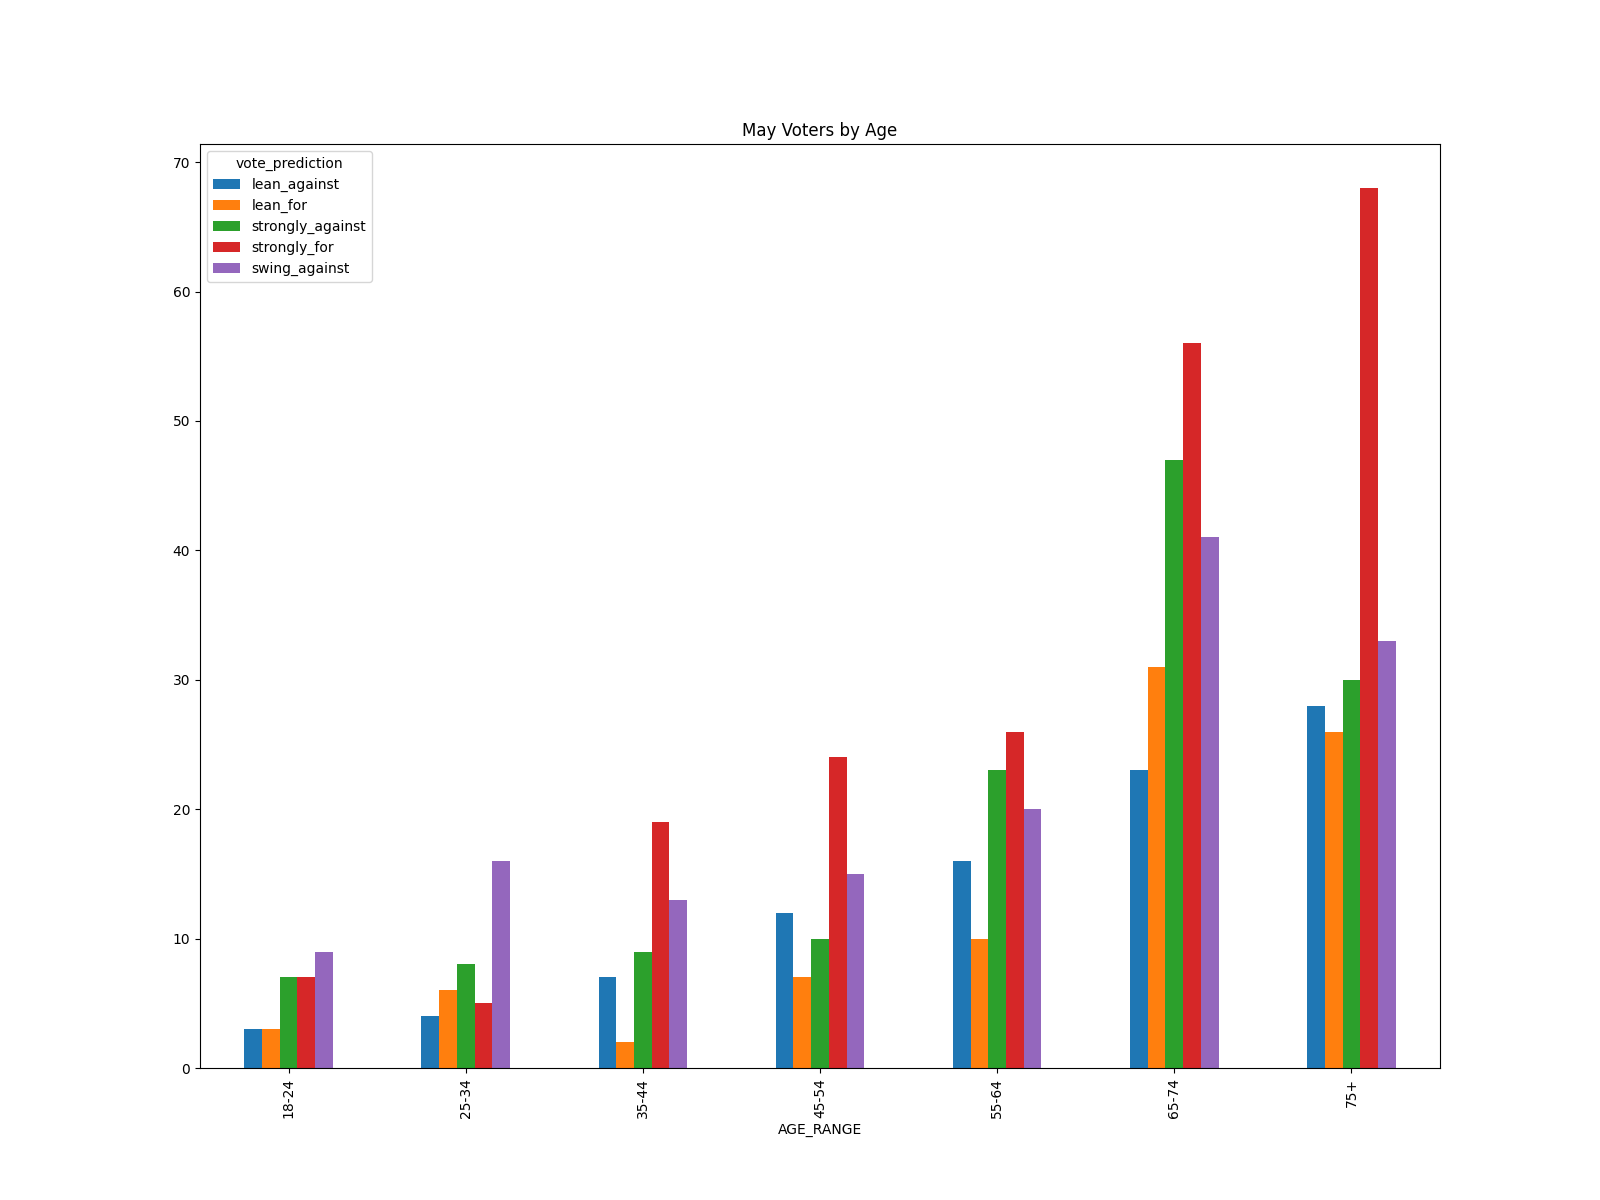 May Voters by Age
70
60
50
40
30
20
10
0
vote_prediction
lean_against
lean_for
strongly_against
strongly_for
swing_against
18-24
25-34
35-44
45-54
55-64
65-74
75+
AGE_RANGE